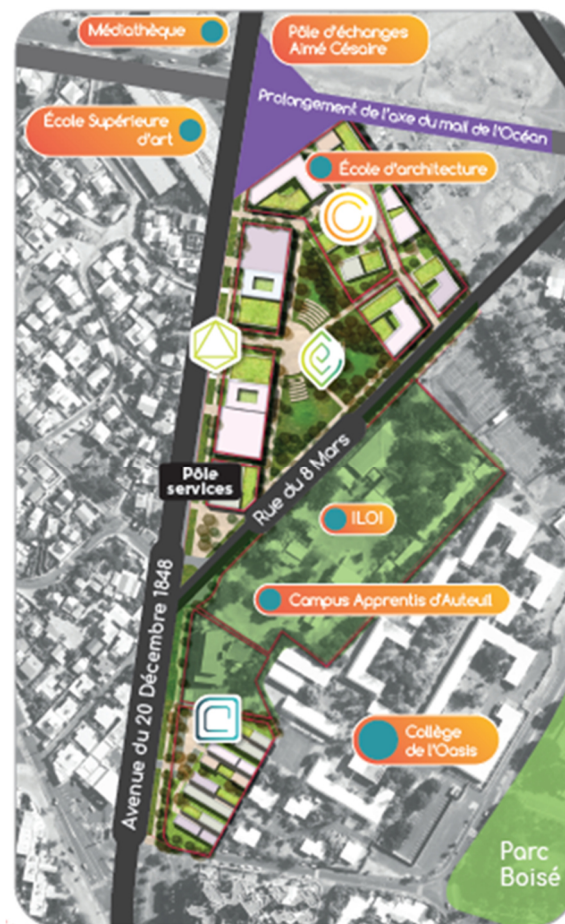 Médiathèque
Pôle d'échanges
Aimé Césaire
Prolongement de l'axe du mail de l'Océan
École Supérieure
d'art
École d'architecture
Pôle
services
Rue du 8 Mars
ILOI
Campus Apprentis d'Auteuil
Avenue du 20 Décembre 1848
Collège
de l'Oasis
Parc
Boisé